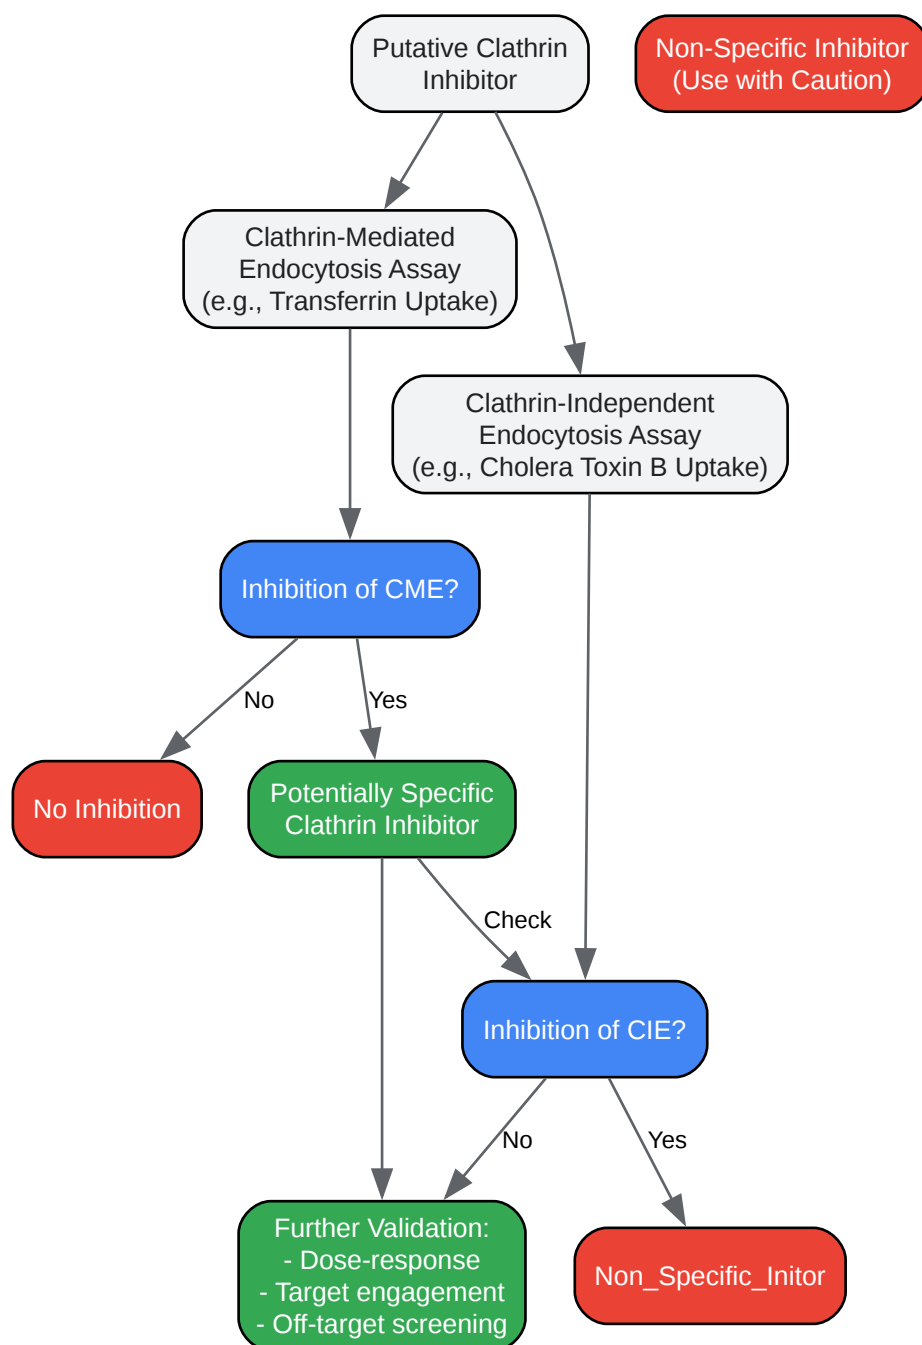 Putative Clathrin
Inhibitor
Non-Specific Inhibitor
(Use with Caution)
Clathrin-Mediated
Endocytosis Assay
(e.g., Transferrin Uptake)
Clathrin-Independent
Endocytosis Assay
(e.g., Cholera Toxin B Uptake)
Inhibition of CME?
No
Yes
No Inhibition
Potentially Specific
Clathrin Inhibitor
Check
Inhibition of CIE?
No
Yes
Further Validation:
- Dose-response
- Target engagement
- Off-target screening
Non_Specific_Initor